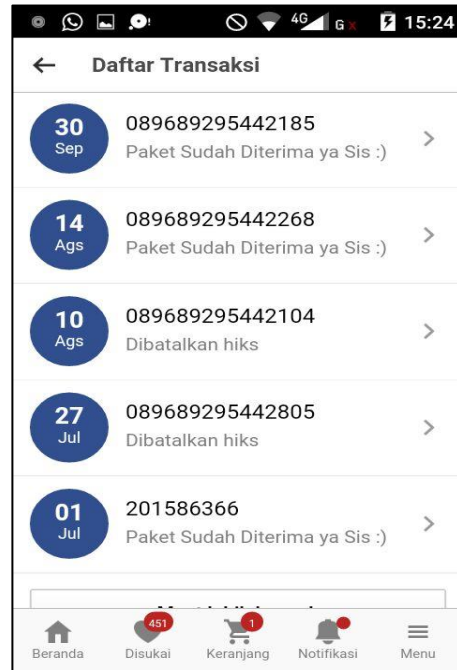 4G
G x
15:24
Daftar Transaksi
30
Sep
089689295442185
Paket Sudah Diterima ya Sis :)
14
Ags
089689295442268
Paket Sudah Diterima ya Sis :)
10
Ags
089689295442104
Dibatalkan hiks
27
Jul
089689295442805
Dibatalkan hiks
01
Jul
201586366
Paket Sudah Diterima ya Sis :)
451
1
Beranda
Disukai
Keranjang
Notifikasi
Menu